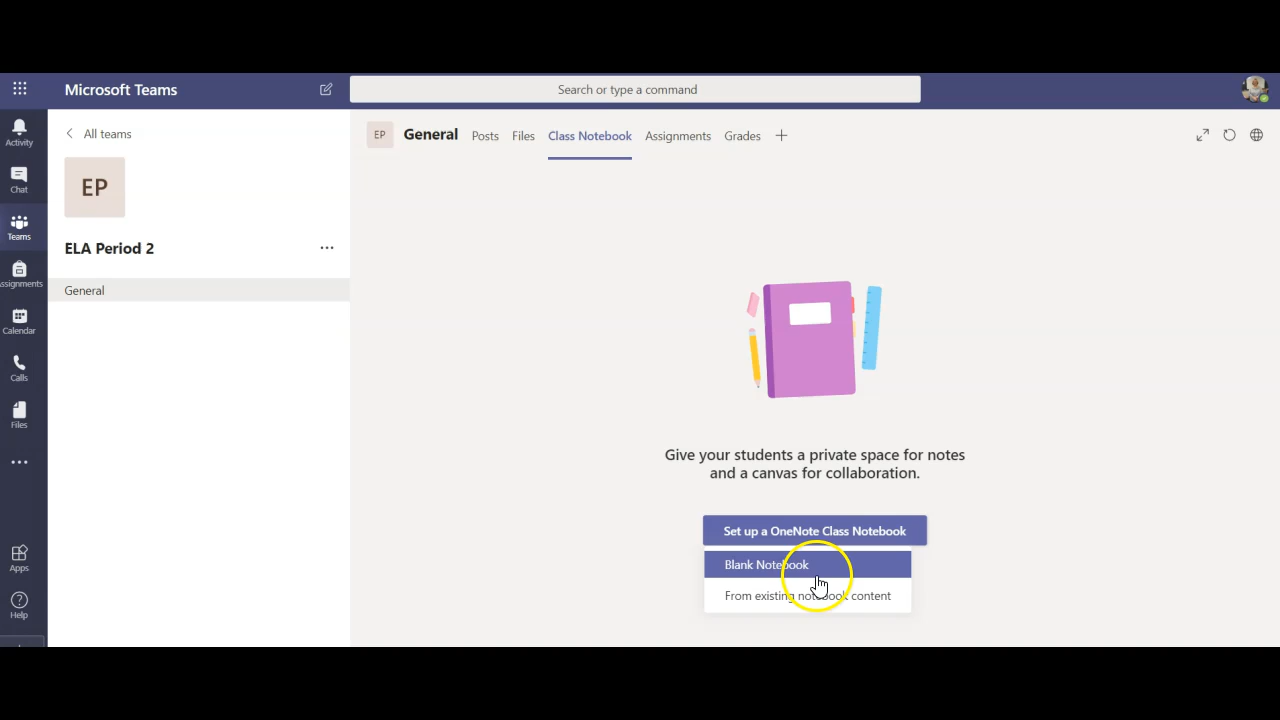 Microsoft Teams
Search or type a command
Activity
Chat
Teams
ssignments
Calendar
Calls
Files
Apps
Help
All teams
EP
ELA Period 2
General
EP
General
Posts
Files
Class Notebook
Assignments
Grades
Give your students a private space for notes
and a canvas for collaboration.
Set up a OneNote Class Notebook
Blank Notebook
From existing notebook content